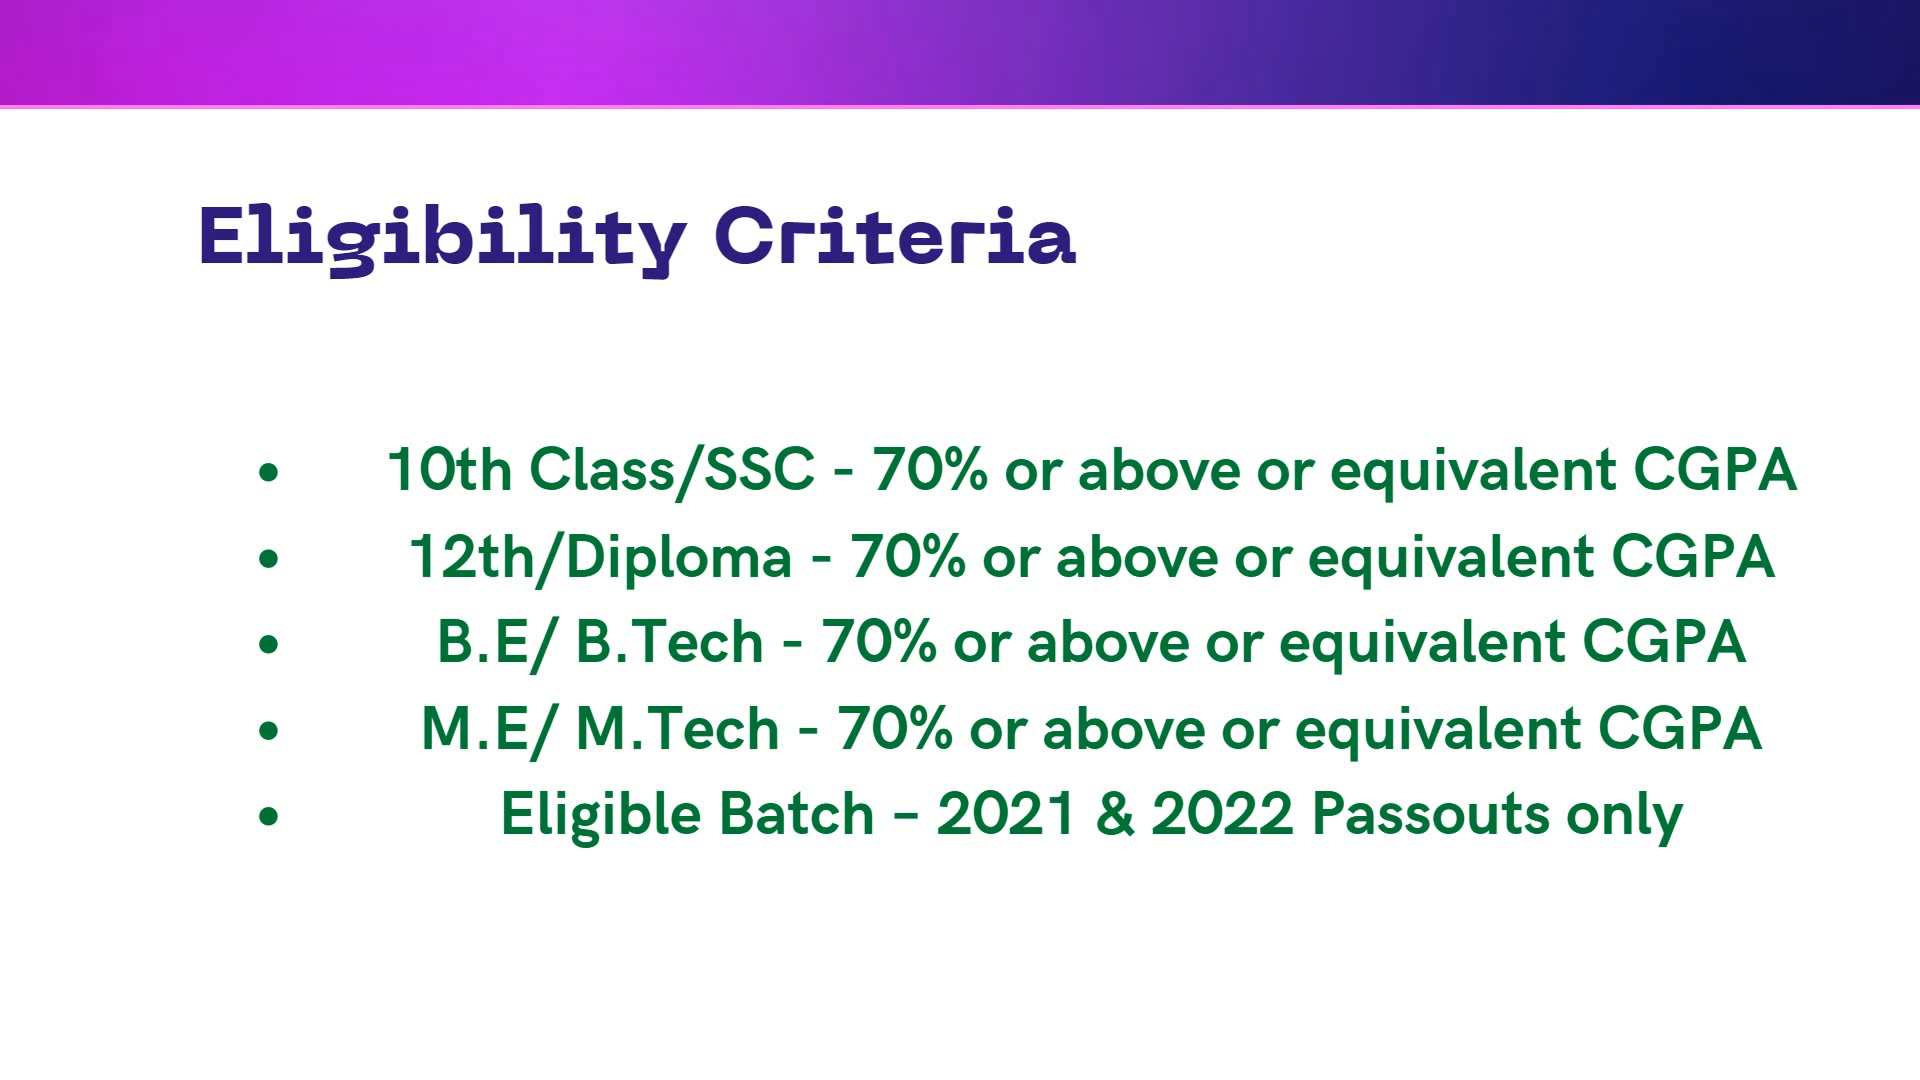 Eligibility Criteria
• 10th Class/SSC - 70% or above or equivalent CGPA
• 12th/Diploma - 70% or above or equivalent CGPA
• B.E/ B.Tech - 70% or above or equivalent CGPA
• M.E/ M.Tech - 70% or above or equivalent CGPA
• Eligible Batch – 2021 & 2022 Passouts only